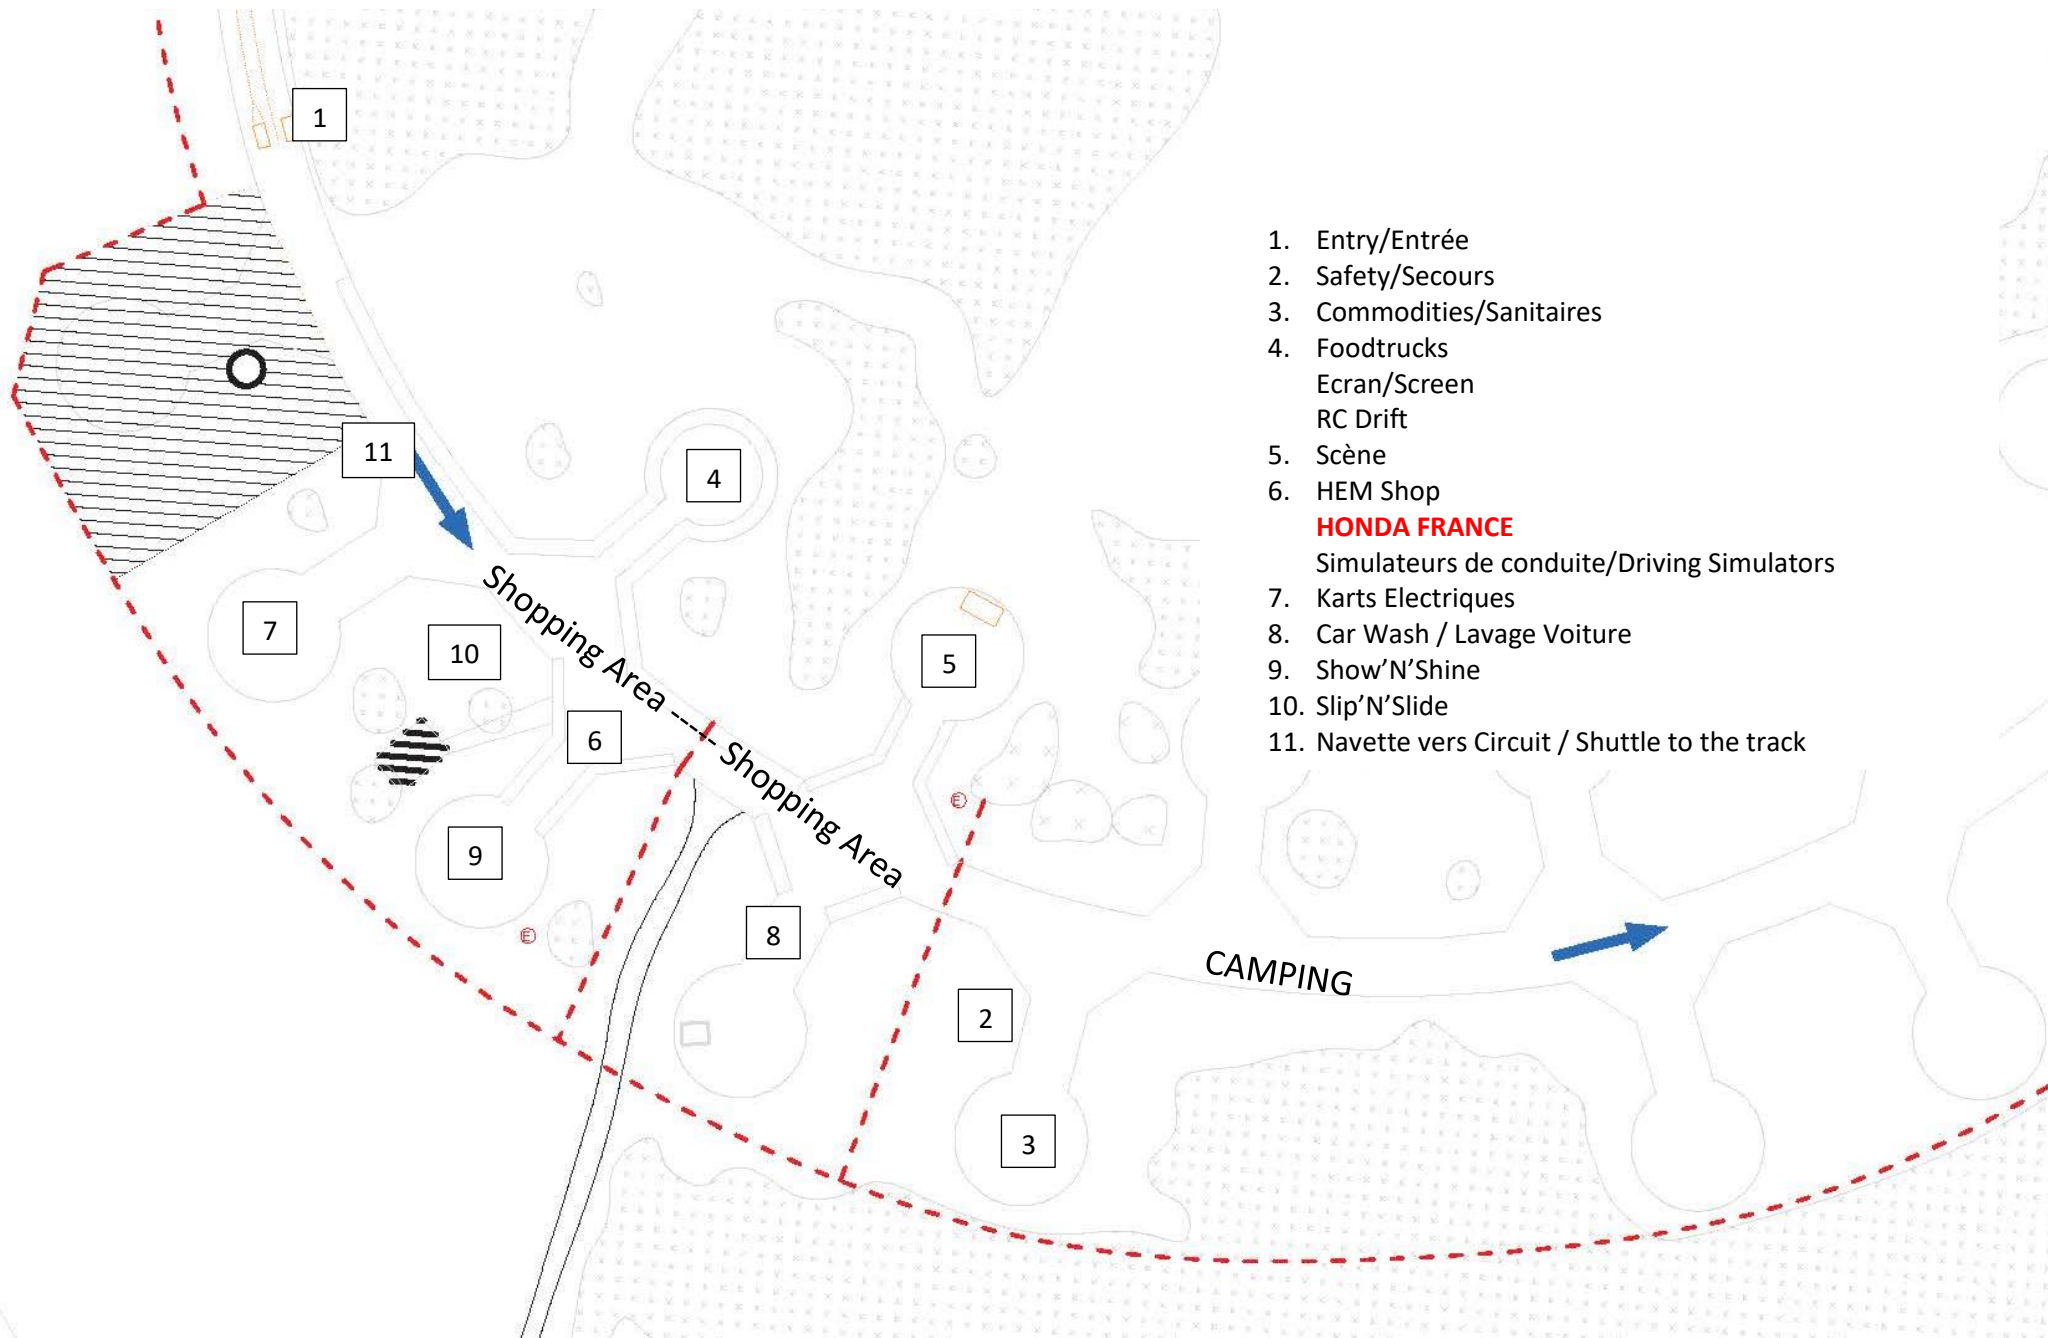 1
11
4
7
10
5
6
9
8
2
3
Shopping Area ----- Shopping Area
CAMPING
E
E
1. Entry/Entrée
2. Safety/Secours
3. Commodities/Sanitaires
4. Foodtrucks
Ecran/Screen
RC Drift
5. Scène
6. HEM Shop
HONDA FRANCE
Simulateurs de conduite/Driving Simulators
7. Karts Electriques
8. Car Wash / Lavage Voiture
9. Show’N’Shine
10. Slip’N’Slide
11. Navette vers Circuit / Shuttle to the track